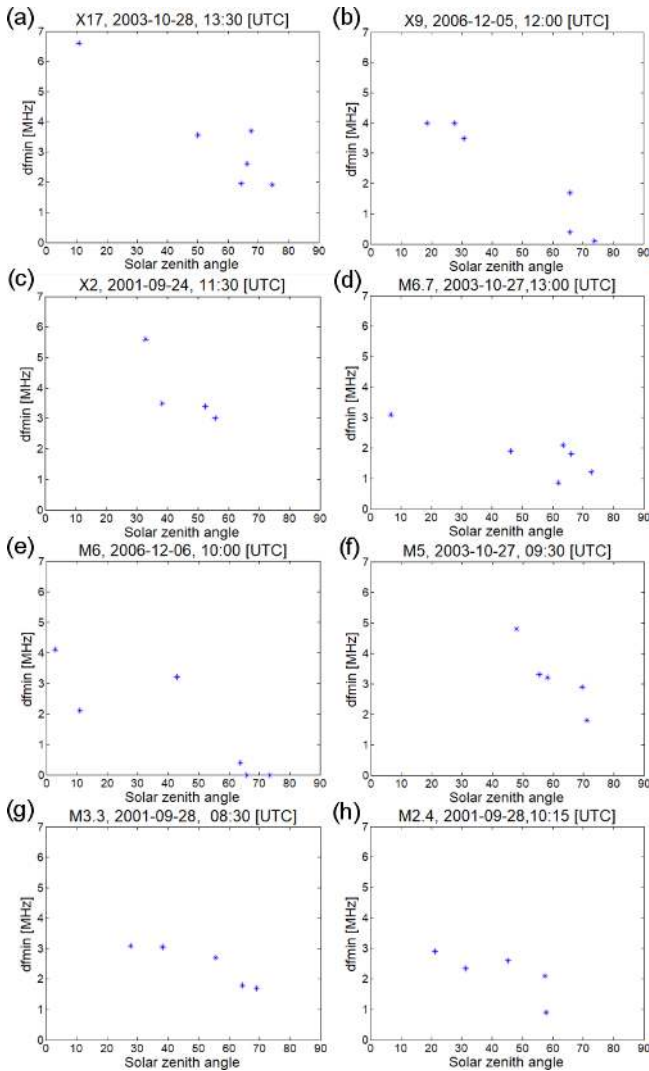 (a) X17, 2003-10-28, 13:30 [UTC]
7
6
5
4
3
2
1
0
dfmin [MHz]
0 10 20 30 40 50 60 70 80 90
Solar zenith angle
(b) X9, 2006-12-05, 12:00 [UTC]
7
6
5
4
3
2
1
0
dfmin [MHz]
0 10 20 30 40 50 60 70 80 90
Solar zenith angle
(c) X2, 2001-09-24, 11:30 [UTC]
7
6
5
4
3
2
1
0
dfmin [MHz]
0 10 20 30 40 50 60 70 80 90
Solar zenith angle
(d) M6.7, 2003-10-27,13:00 [UTC]
7
6
5
4
3
2
1
0
dfmin [MHz]
0 10 20 30 40 50 60 70 80 90
Solar zenith angle
(e) M6, 2006-12-06, 10:00 [UTC]
7
6
5
4
3
2
1
0
dfmin [MHz]
0 10 20 30 40 50 60 70 80 90
Solar zenith angle
(f) M5, 2003-10-27, 09:30 [UTC]
7
6
5
4
3
2
1
0
dfmin [MHz]
0 10 20 30 40 50 60 70 80 90
Solar zenith angle
(g) M3.3, 2001-09-28, 08:30 [UTC]
7
6
5
4
3
2
1
0
dfmin [MHz]
0 10 20 30 40 50 60 70 80 90
Solar zenith angle
(h) M2.4, 2001-09-28,10:15 [UTC]
7
6
5
4
3
2
1
0
dfmin [MHz]
0 10 20 30 40 50 60 70 80 90
Solar zenith angle